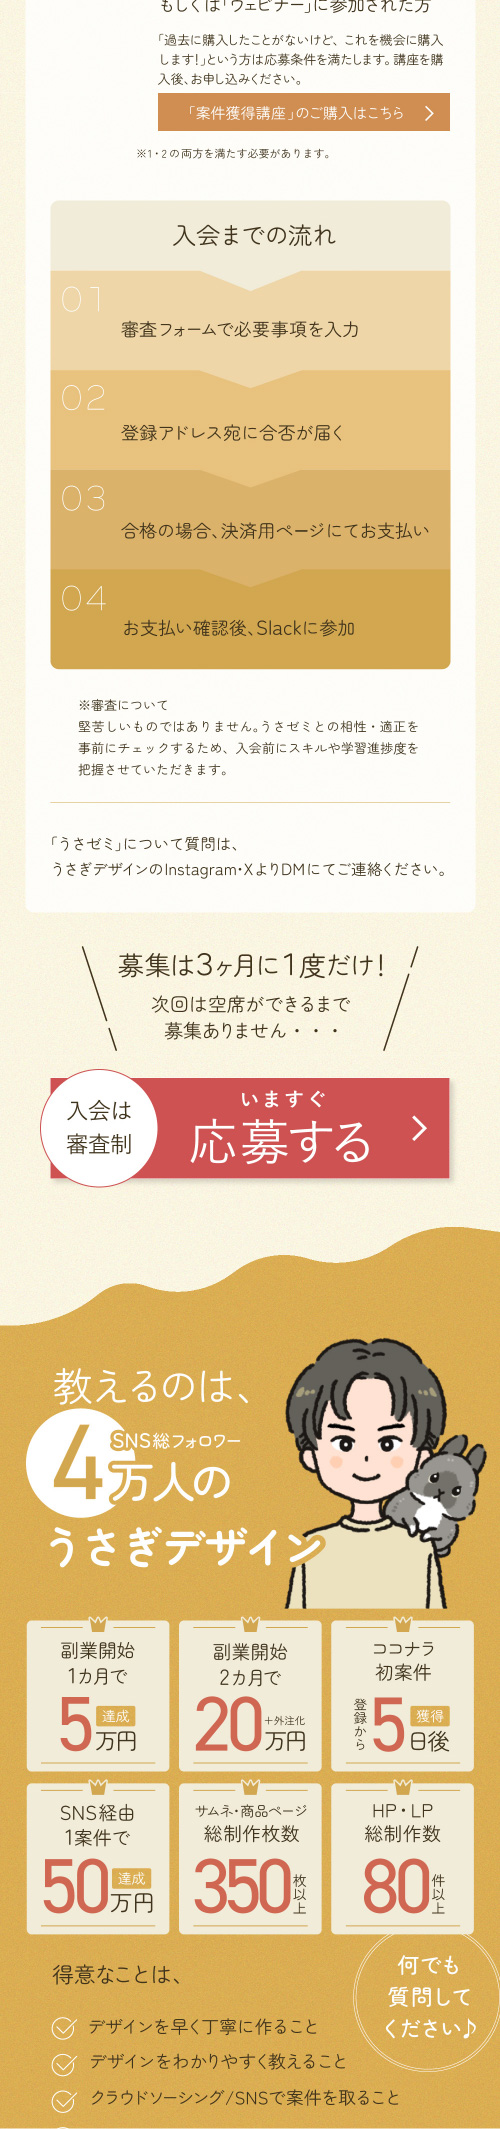 もしくは「ウェビナー」に参加された方
「過去に購入したことがないけど、これを機会に購入
します！」という方は応募条件を満たします。講座を購
入後、お申し込みください。
「案件獲得講座」のご購入はこちら
※1・2の両方を満たす必要があります。
入会までの流れ
01
審査フォームで必要事項を入力
02
登録アドレス宛に合否が届く
03
合格の場合、決済用ページにてお支払い
04
お支払い確認後、Slackに参加
※審査について
堅苦しいものではありません。うさゼミとの相性・適正を
事前にチェックするため、入会前にスキルや学習進捗度を
把握させていただきます。
「うさゼミ」について質問は、
うさぎデザインのInstagram・XよりDMにてご連絡ください。
募集は3ヶ月に1度だけ！
次回は空席ができるまで
募集ありません・・・
入会は
審査制
いますぐ
応募する
教えるのは、
SNS総フォロワー
4万人の
うさぎデザイン
副業開始
1カ月で
5万円
達成
副業開始
2カ月で
20万円
＋外注化
ココナラ
初案件
登録から
5日後
獲得
SNS経由
1案件で
50万円
達成
サムネ・商品ページ
総制作枚数
350枚以上
HP・LP
総制作数
80件以上
得意なことは、
何でも
質問して
ください♪
デザインを早く丁寧に作ること
デザインをわかりやすく教えること
クラウドソーシング/SNSで案件を取ること